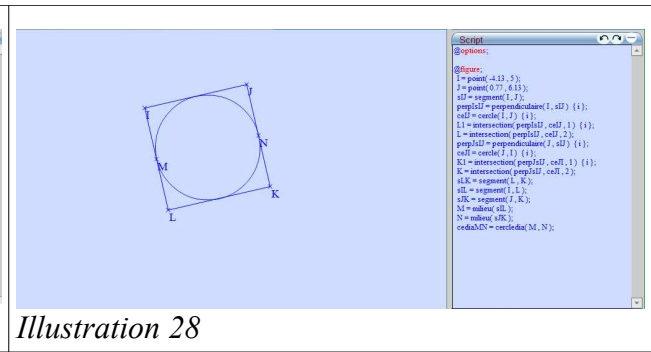 I
J
M
N
L
K
Script
@options;
@figure;
I = point( -4.13 , 5 );
J = point( 0.77 , 6.13 );
sIJ = segment( I , J );
perpIsIJ = perpendiculaire( I , sIJ ) { i };
ceIJ = cercle( I , J ) { i };
L1 = intersection( perpIsIJ , ceIJ , 1 ) { i };
L = intersection( perpIsIJ , ceIJ , 2 );
perpJsIJ = perpendiculaire( J , sIJ ) { i };
ceJI = cercle( J , I ) { i };
K1 = intersection( perpJsIJ , ceJI , 1 ) { i };
K = intersection( perpJsIJ , ceJI , 2 );
sLK = segment( L , K );
sIL = segment( I , L );
sJK = segment( J , K );
M = milieu( sIL );
N = milieu( sJK );
cediaMN = cercledia( M , N );
Illustration 28